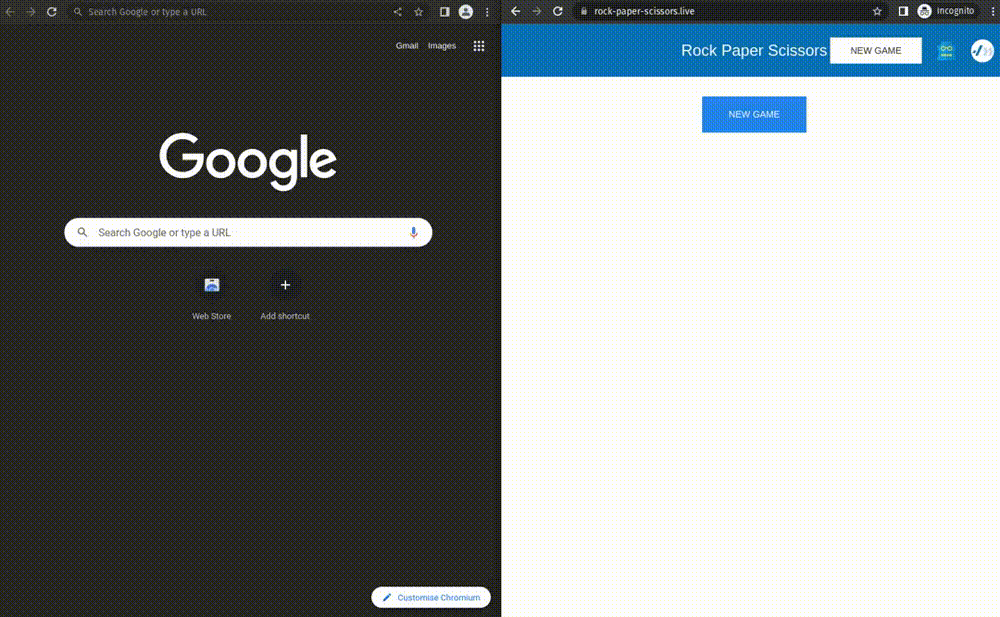 Search Google or type a URL
Gmail Images
Google
Search Google or type a URL
Web Store Add shortcut
Customise Chromium
rock-paper-scissors.live Incognito
Rock Paper Scissors NEW GAME
NEW GAME